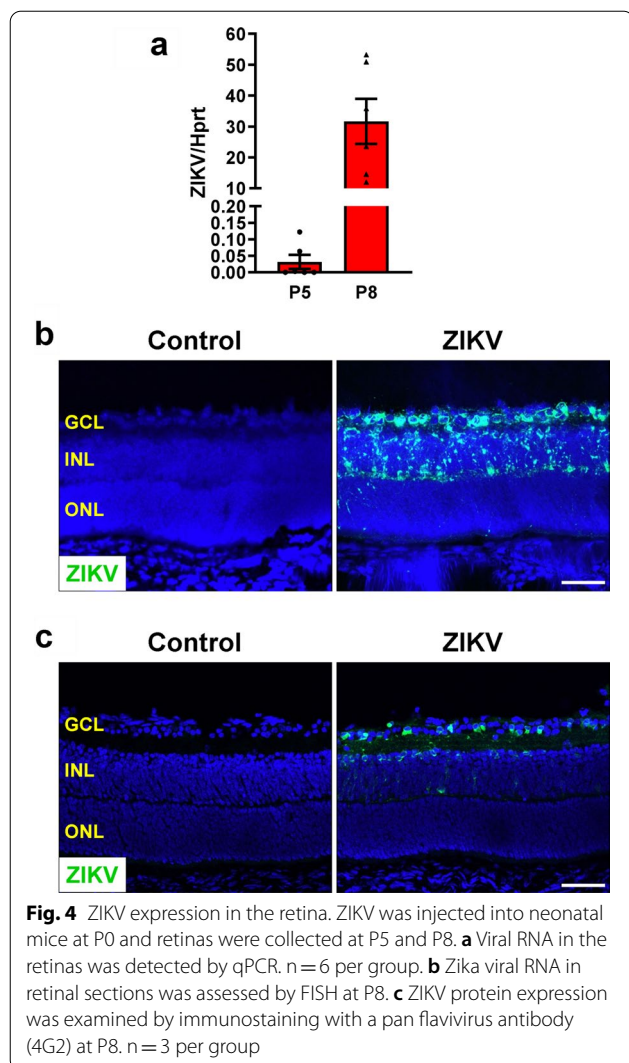 a
60
50
40
30
20
10
0.20
0.15
0.10
0.05
0.00
ZIKV/Hprt
P5 P8
b
Control ZIKV
GCL
INL
ONL
ZIKV
c
Control ZIKV
GCL
INL
ONL
ZIKV
Fig. 4 ZIKV expression in the retina. ZIKV was injected into neonatal
mice at P0 and retinas were collected at P5 and P8. a Viral RNA in the
retinas was detected by qPCR. n = 6 per group. b Zika viral RNA in
retinal sections was assessed by FISH at P8. c ZIKV protein expression
was examined by immunostaining with a pan flavivirus antibody
(4G2) at P8. n = 3 per group